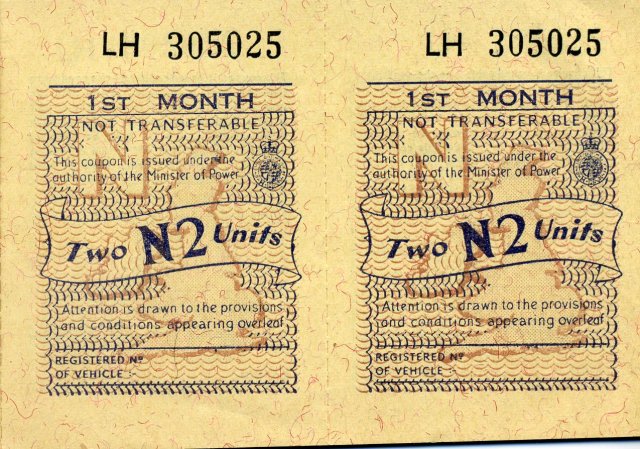 LH 305025
1ST MONTH
NOT TRANSFERABLE
This coupon is issued under the
authority of the Minister of Power
Two N2 Units
Attention is drawn to the provisions
and conditions appearing overleaf
REGISTERED Nº
OF VEHICLE :-
LH 305025
1ST MONTH
NOT TRANSFERABLE
This coupon is issued under the
authority of the Minister of Power
Two N2 Units
Attention is drawn to the provisions
and conditions appearing overleaf
REGISTERED Nº
OF VEHICLE :-